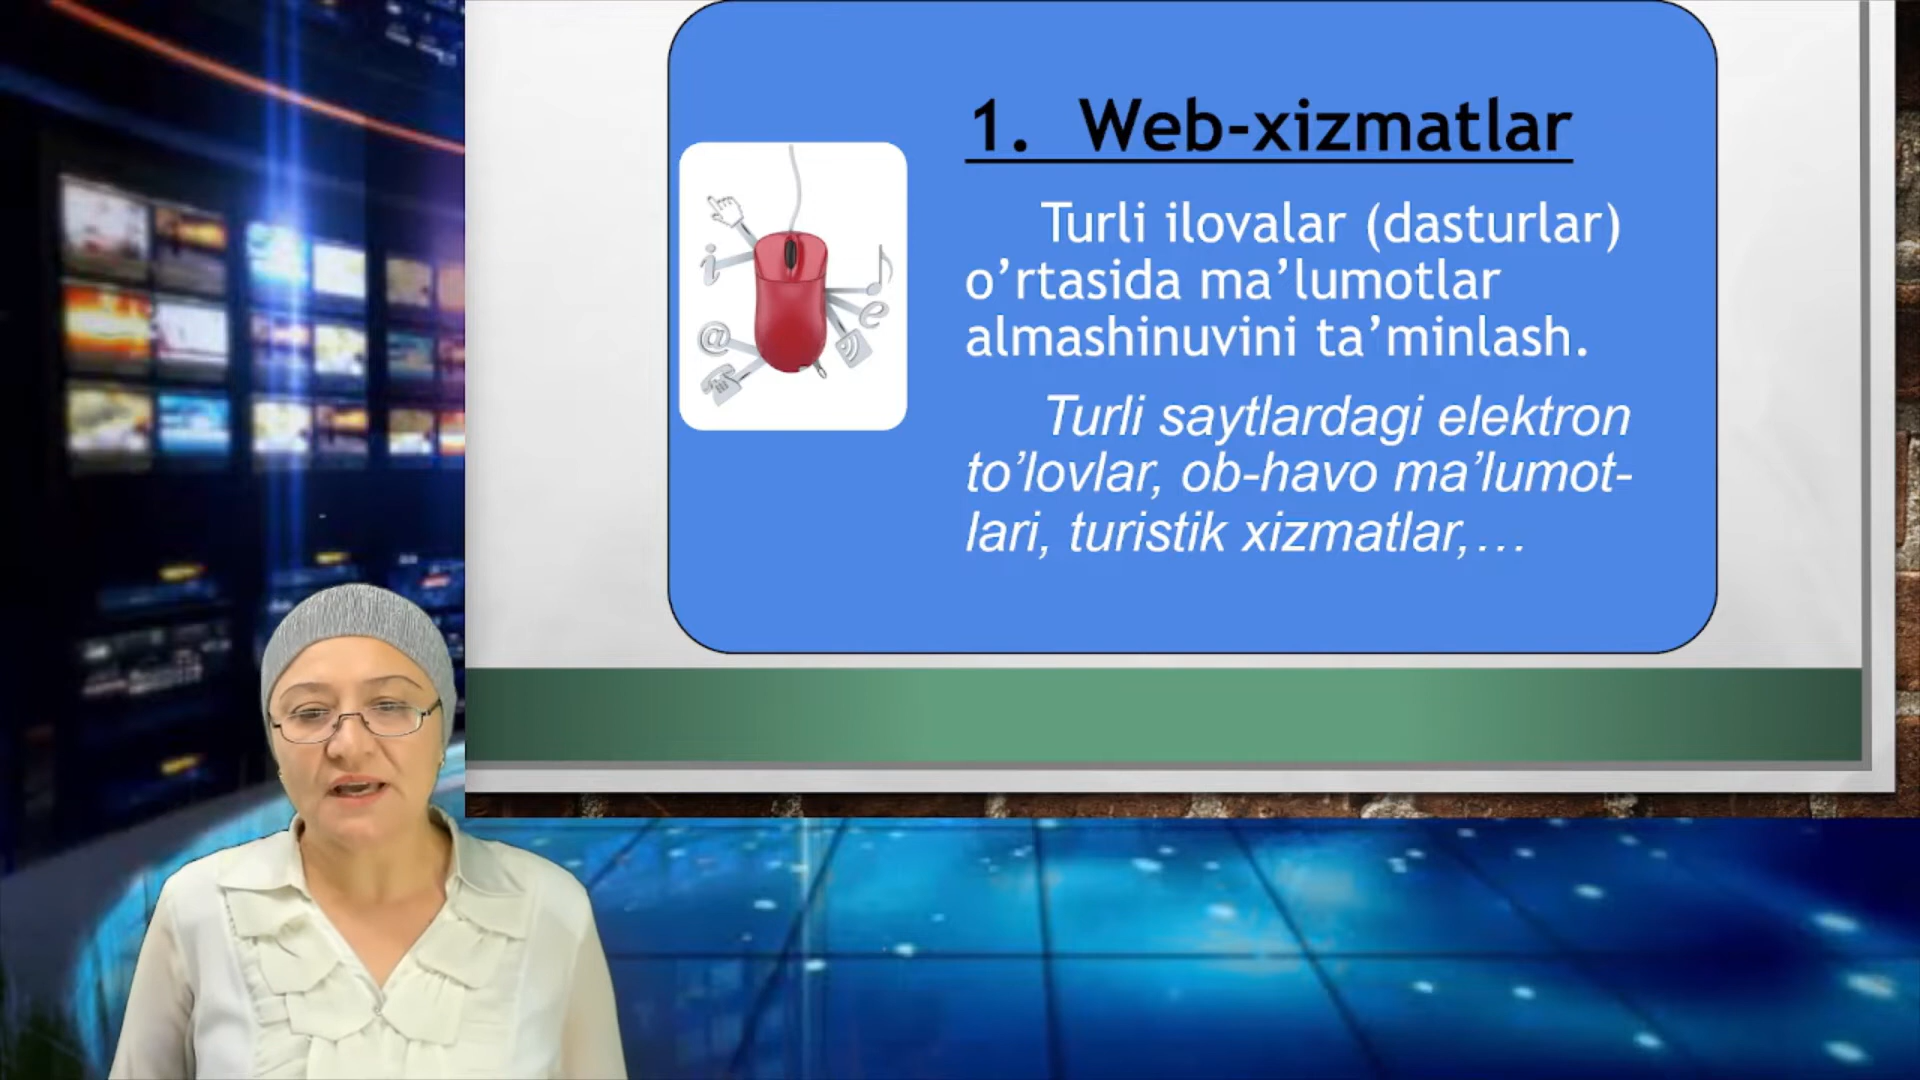 1. Web-xizmatlar
Turli ilovalar (dasturlar)
o’rtasida ma’lumotlar
almashinuvini ta’minlash.
Turli saytlardagi elektron
to’lovlar, ob-havo ma’lumot-
lari, turistik xizmatlar,...